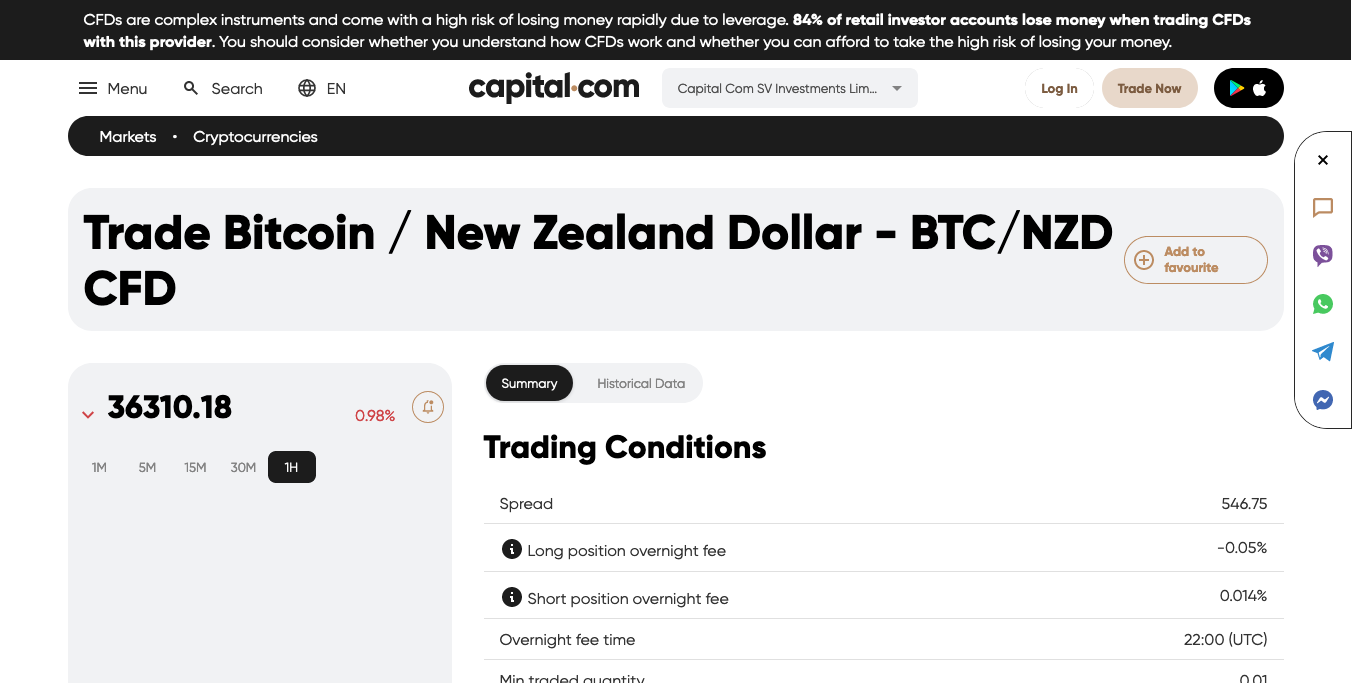 CFDs are complex instruments and come with a high risk of losing money rapidly due to leverage. 84% of retail investor accounts lose money when trading CFDs
with this provider. You should consider whether you understand how CFDs work and whether you can afford to take the high risk of losing your money.
Menu Search EN capital.com Capital Com SV Investments Lim... Log In Trade Now
Markets • Cryptocurrencies
Trade Bitcoin / New Zealand Dollar - BTC/NZD
CFD
Add to
favourite
36310.18 0.98%
1M 5M 15M 30M 1H
Summary Historical Data
Trading Conditions
Spread 546.75
Long position overnight fee -0.05%
Short position overnight fee 0.014%
Overnight fee time 22:00 (UTC)
Min traded quantity 0.01